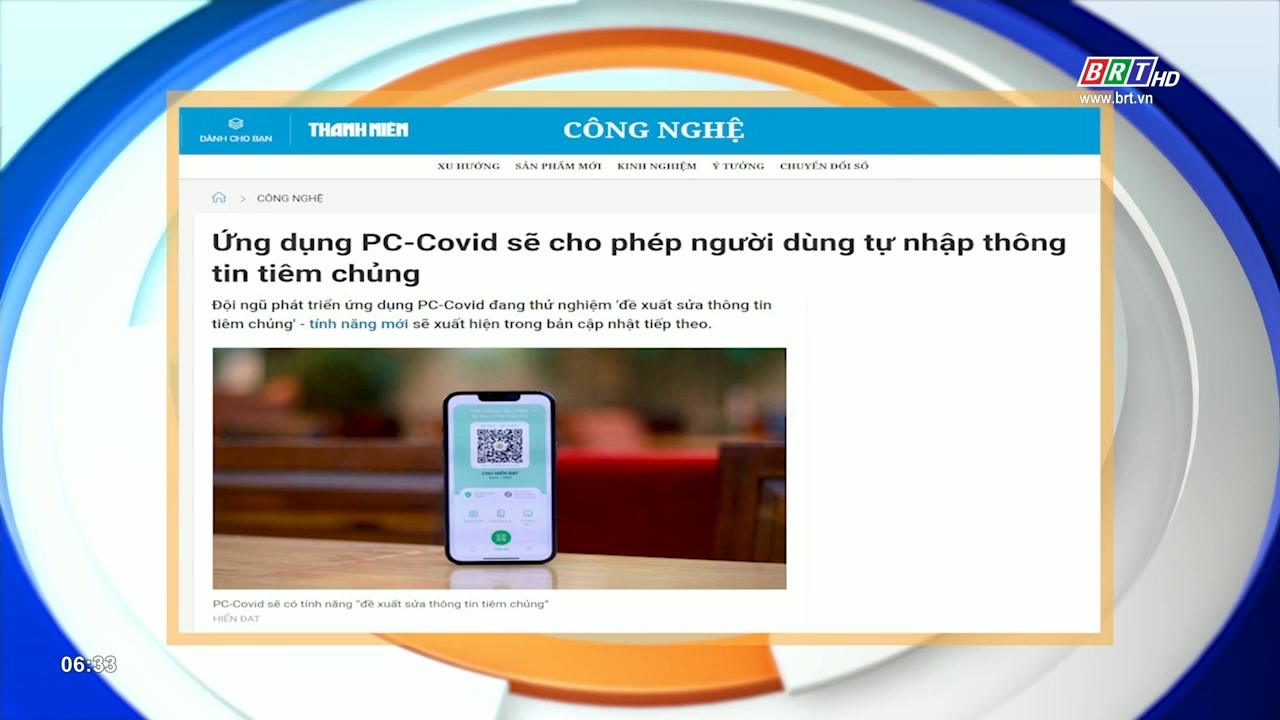 BRT HD
www.brt.vn
DÀNH CHO BẠN
THANH NIÊN
CÔNG NGHỆ
XU HƯỚNG SẢN PHẨM MỚI KINH NGHIỆM Ý TƯỞNG CHUYỂN ĐỔI SỐ
> CÔNG NGHỆ
Ứng dụng PC-Covid sẽ cho phép người dùng tự nhập thông
tin tiêm chủng
Đội ngũ phát triển ứng dụng PC-Covid đang thử nghiệm 'đề xuất sửa thông tin
tiêm chủng' - tính năng mới sẽ xuất hiện trong bản cập nhật tiếp theo.
PC-Covid sẽ có tính năng "đề xuất sửa thông tin tiêm chủng"
HIỂN ĐẠT
06:33